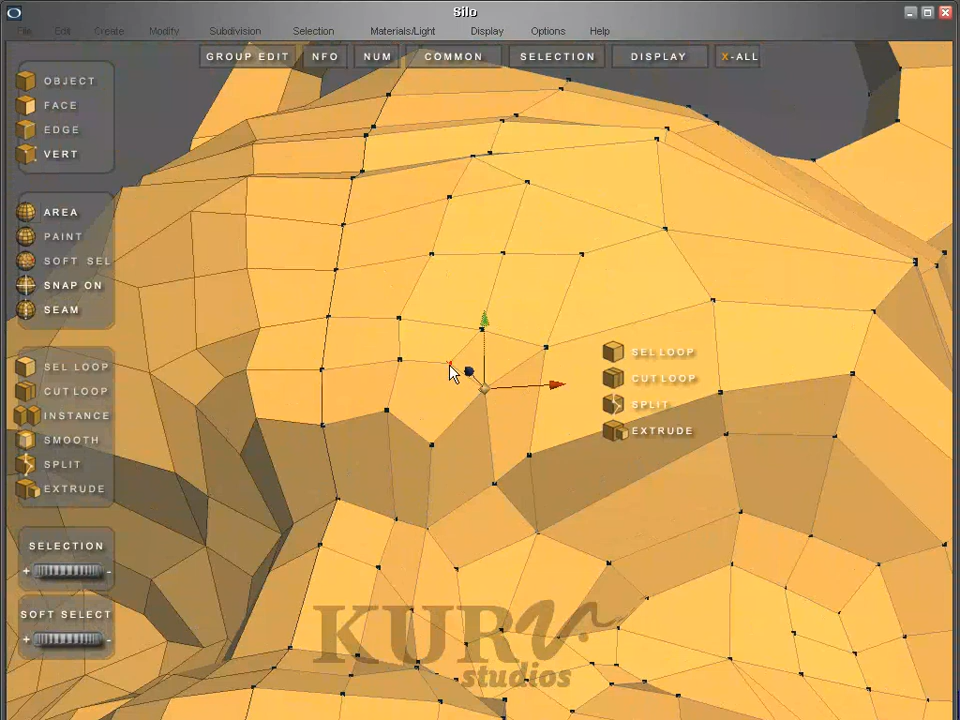 Silo
File Edit Create Modify Subdivision Selection Materials/Light Display Options Help
GROUP EDIT NFO NUM COMMON SELECTION DISPLAY X-ALL
OBJECT
FACE
EDGE
VERT
AREA
PAINT
SOFT SEL
SNAP ON
SEAM
SEL LOOP
CUT LOOP
INSTANCE
SMOOTH
SPLIT
EXTRUDE
SEL LOOP
CUT LOOP
SPLIT
EXTRUDE
SELECTION
+ -
SOFT SELECT
+ -
KURV
studios